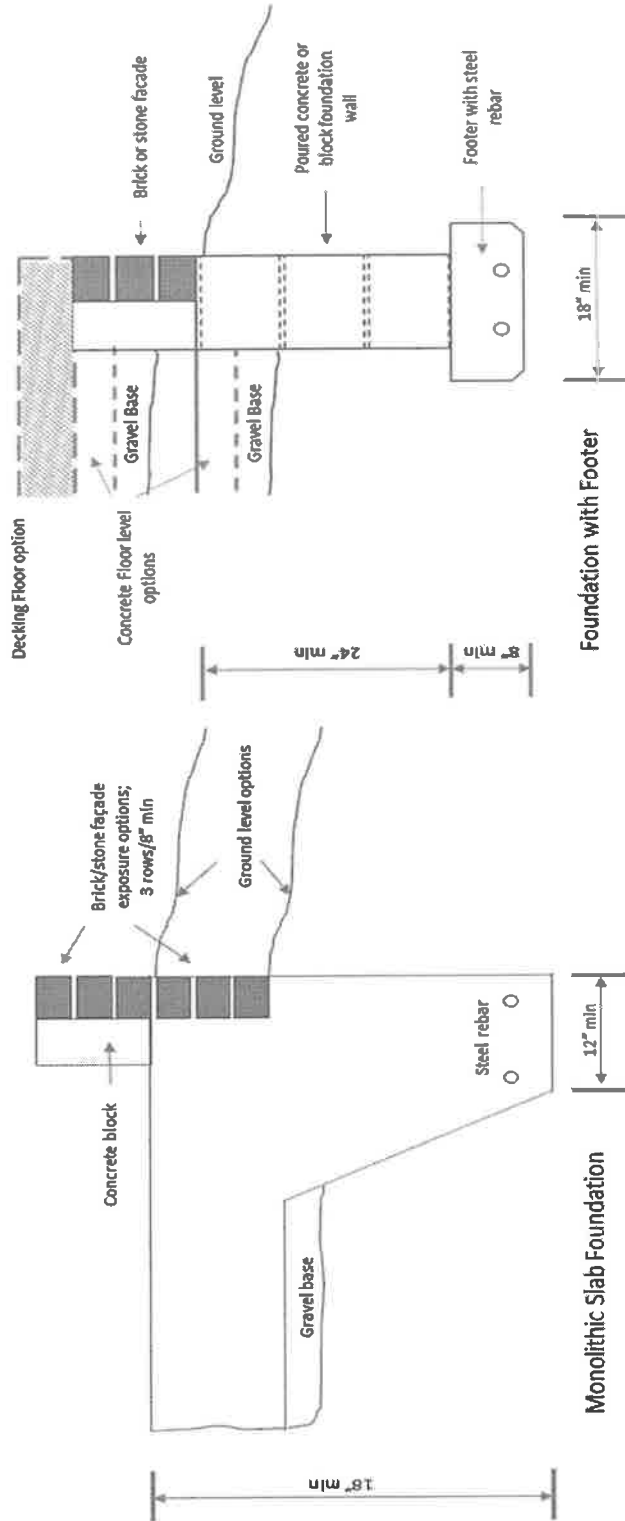 Brick/stone façade
exposure options;
3 rows/8" min
Concrete block
Ground level options
Gravel base
Steel rebar
18" min
12" min
Monolithic Slab Foundation
Decking Floor option
Concrete Floor level
options
Gravel Base
Gravel Base
Brick or stone facade
Ground level
Poured concrete or
block foundation
wall
Footer with steel
rebar
24" min
8" min
18" min
Foundation with Footer